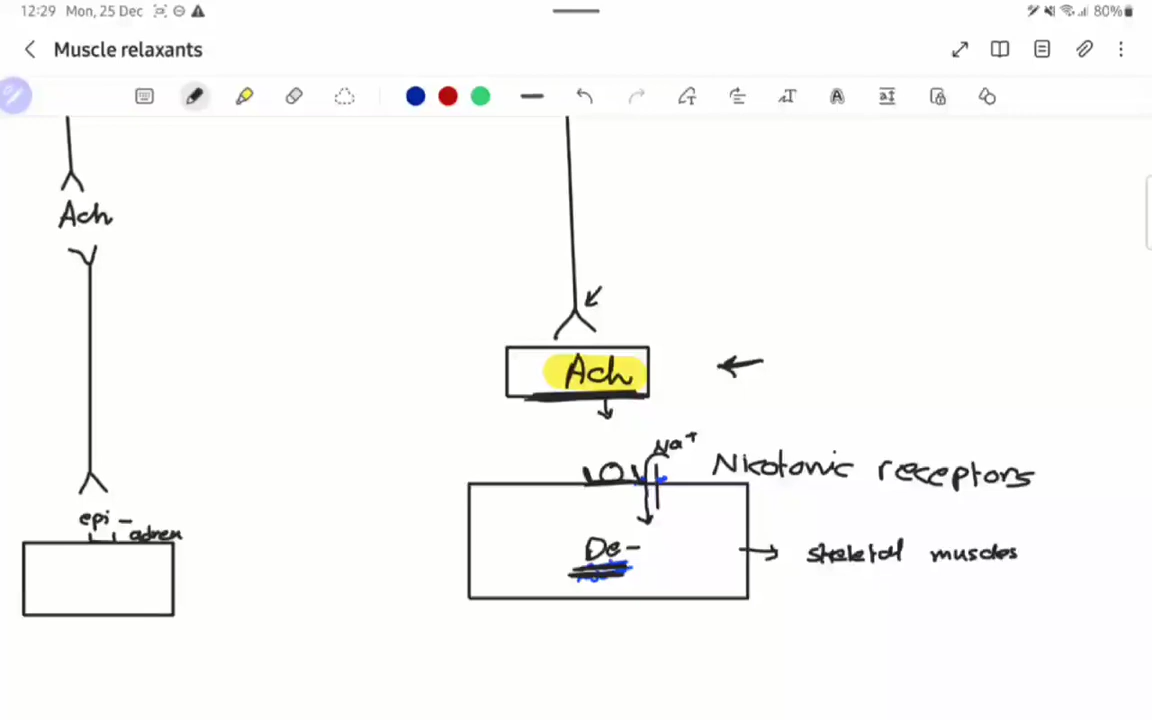 12:29 Mon, 25 Dec
80%
Muscle relaxants
Ach
Ach
Na+
Nicotonic receptors
epi -
adren
De-
skeletal muscles